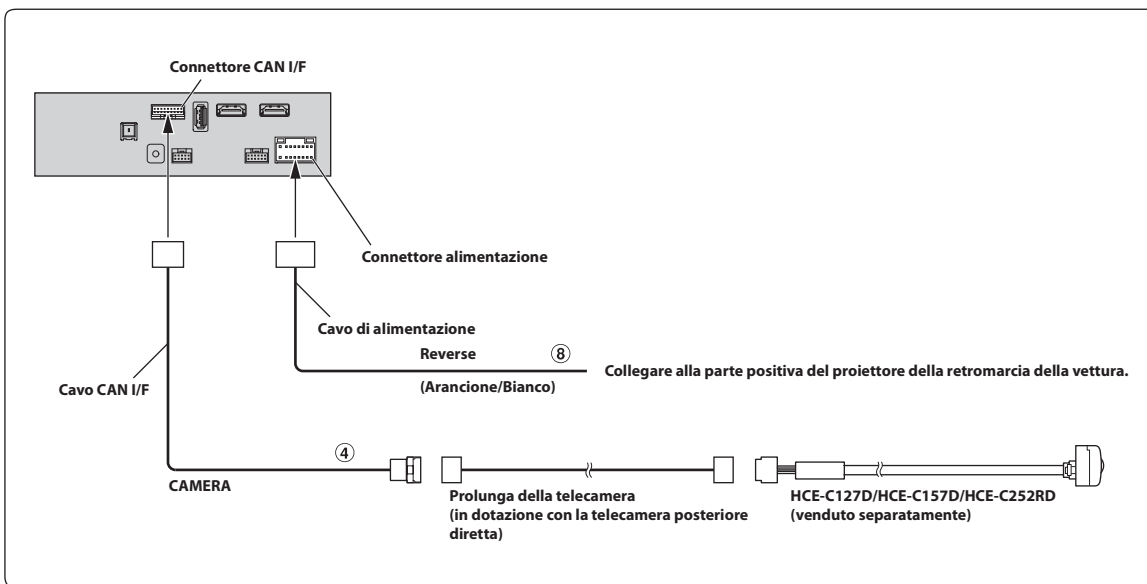 Connettore CAN I/F
Connettore alimentazione
Cavo di alimentazione
Reverse
⑧
(Arancione/Bianco)
Collegare alla parte positiva del proiettore della retromarcia della vettura.
Cavo CAN I/F
④
CAMERA
Prolunga della telecamera
(in dotazione con la telecamera posteriore
diretta)
HCE-C127D/HCE-C157D/HCE-C252RD
(venduto separatamente)